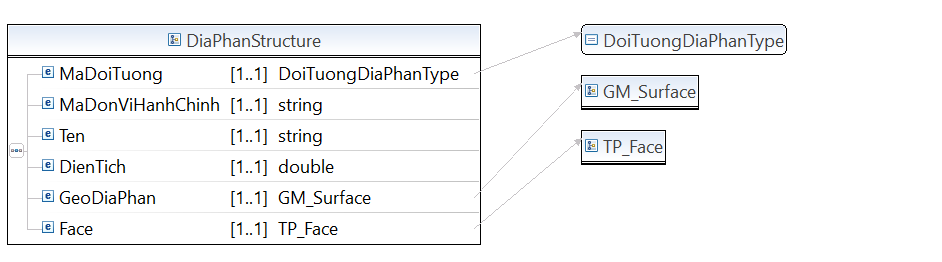 DiaPhanStructure
MaDoiTuong [1..1] DoiTuongDiaPhanType
MaDonViHanhChinh [1..1] string
Ten [1..1] string
DienTich [1..1] double
GeoDiaPhan [1..1] GM_Surface
Face [1..1] TP_Face
DoiTuongDiaPhanType
GM_Surface
TP_Face